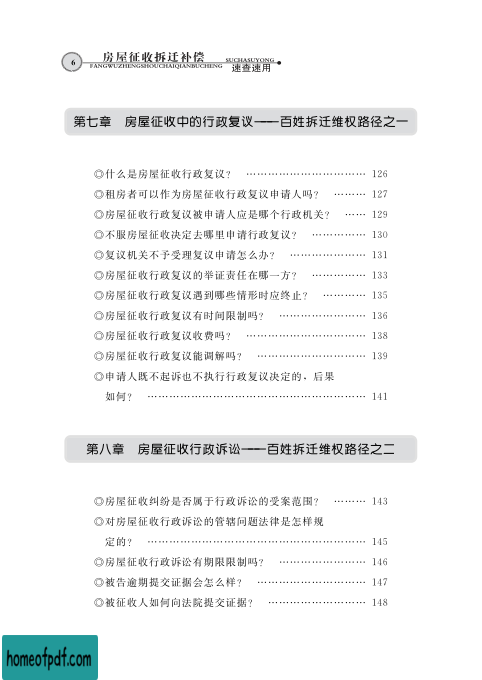 6
房屋征收拆迁补偿 SUCHASUYONG
FANGWUZHENGSHOUCHAIQIANBUCHENG 速查速用
第七章 房屋征收中的行政复议——百姓拆迁维权路径之一
◎什么是房屋征收行政复议? …………………………… 126
◎租房者可以作为房屋征收行政复议申请人吗? ……… 127
◎房屋征收行政复议被申请人应是哪个行政机关? …… 129
◎不服房屋征收决定去哪里申请行政复议? …………… 130
◎复议机关不予受理复议申请怎么办? ………………… 131
◎房屋征收行政复议的举证责任在哪一方? …………… 133
◎房屋征收行政复议遇到哪些情形时应终止? ………… 135
◎房屋征收行政复议有时间限制吗? …………………… 136
◎房屋征收行政复议收费吗? …………………………… 138
◎房屋征收行政复议能调解吗? ………………………… 139
◎申请人既不起诉也不执行行政复议决定的，后果
如何? …………………………………………………… 141
第八章 房屋征收行政诉讼——百姓拆迁维权路径之二
◎房屋征收纠纷是否属于行政诉讼的受案范围? ……… 143
◎对房屋征收行政诉讼的管辖问题法律是怎样规
定的? …………………………………………………… 145
◎房屋征收行政诉讼有期限限制吗? …………………… 146
◎被告逾期提交证据会怎么样? ………………………… 147
◎被征收人如何向法院提交证据? ……………………… 148
homeofpdf.com